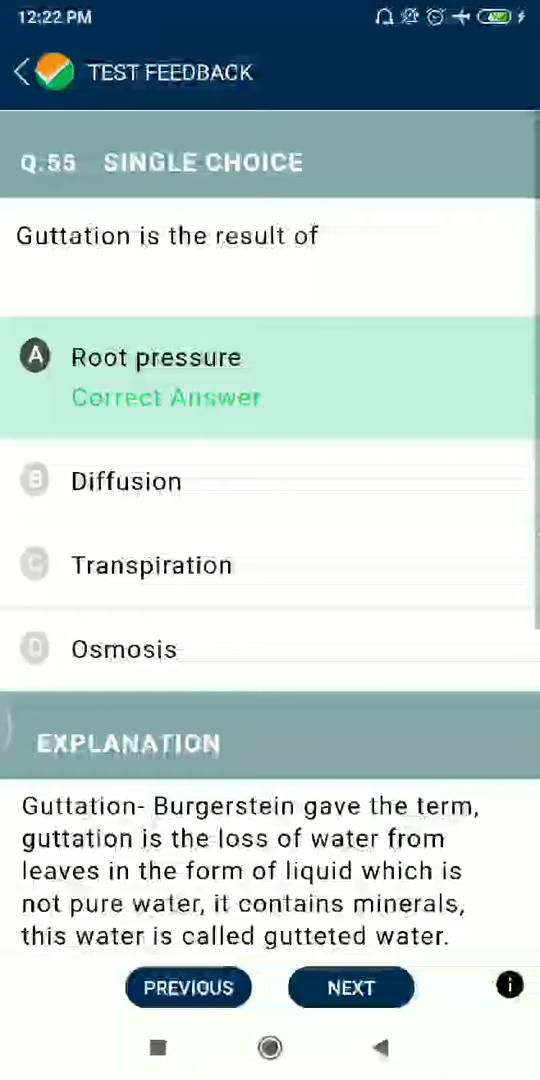 12:22 PM
TEST FEEDBACK
Q.55 SINGLE CHOICE
Guttation is the result of
A Root pressure
Correct Answer
B Diffusion
C Transpiration
D Osmosis
EXPLANATION
Guttation- Burgerstein gave the term,
guttation is the loss of water from
leaves in the form of liquid which is
not pure water, it contains minerals,
this water is called gutteted water.
PREVIOUS NEXT i